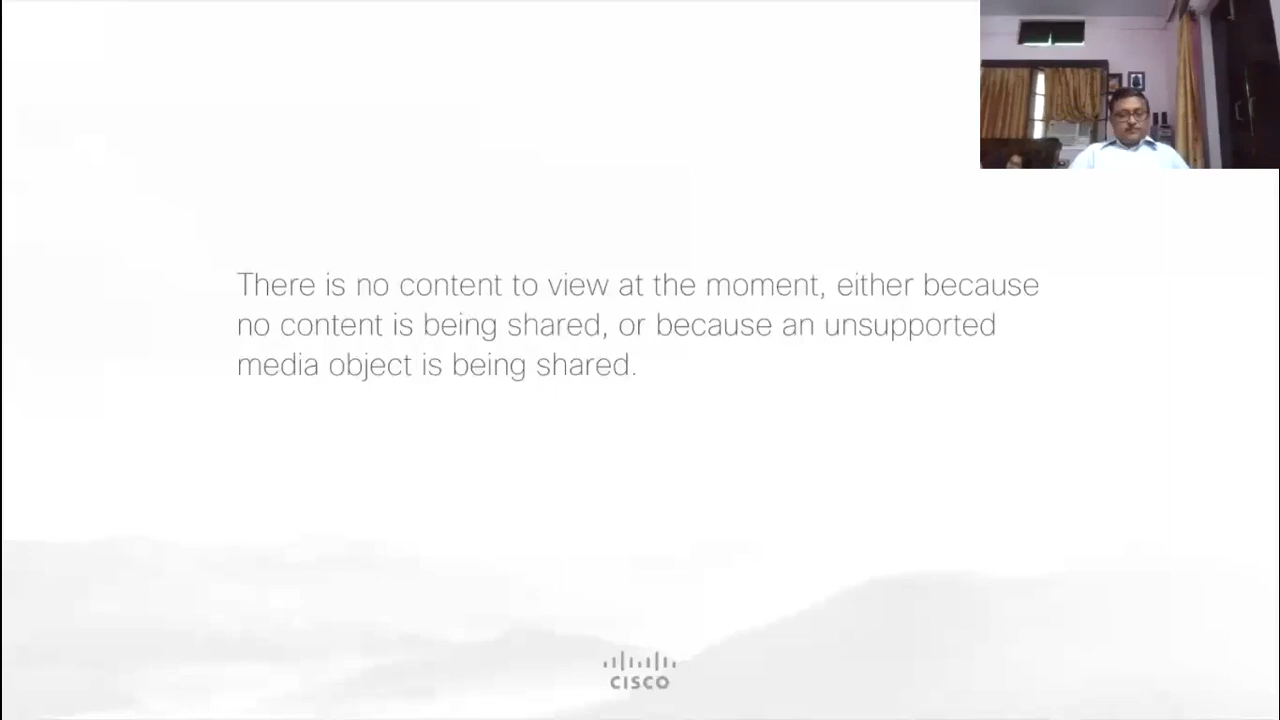 There is no content to view at the moment, either because
no content is being shared, or because an unsupported
media object is being shared.
CISCO